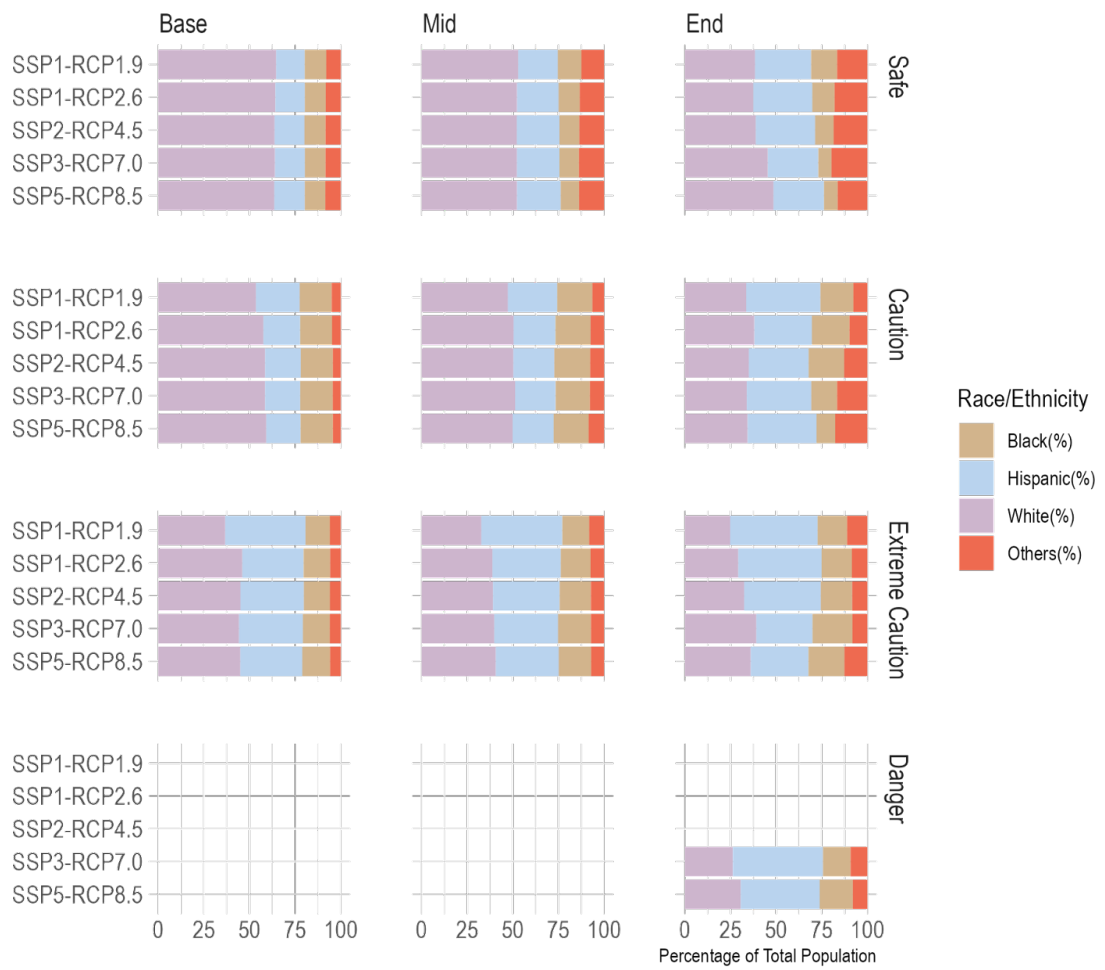 Base Mid End
SSP1-RCP1.9
SSP1-RCP2.6
SSP2-RCP4.5
SSP3-RCP7.0
SSP5-RCP8.5
Safe
SSP1-RCP1.9
SSP1-RCP2.6
SSP2-RCP4.5
SSP3-RCP7.0
SSP5-RCP8.5
Caution
SSP1-RCP1.9
SSP1-RCP2.6
SSP2-RCP4.5
SSP3-RCP7.0
SSP5-RCP8.5
Extreme Caution
SSP1-RCP1.9
SSP1-RCP2.6
SSP2-RCP4.5
SSP3-RCP7.0
SSP5-RCP8.5
Danger
0 25 50 75 100 0 25 50 75 100 0 25 50 75 100
Percentage of Total Population
Race/Ethnicity
Black(%)
Hispanic(%)
White(%)
Others(%)